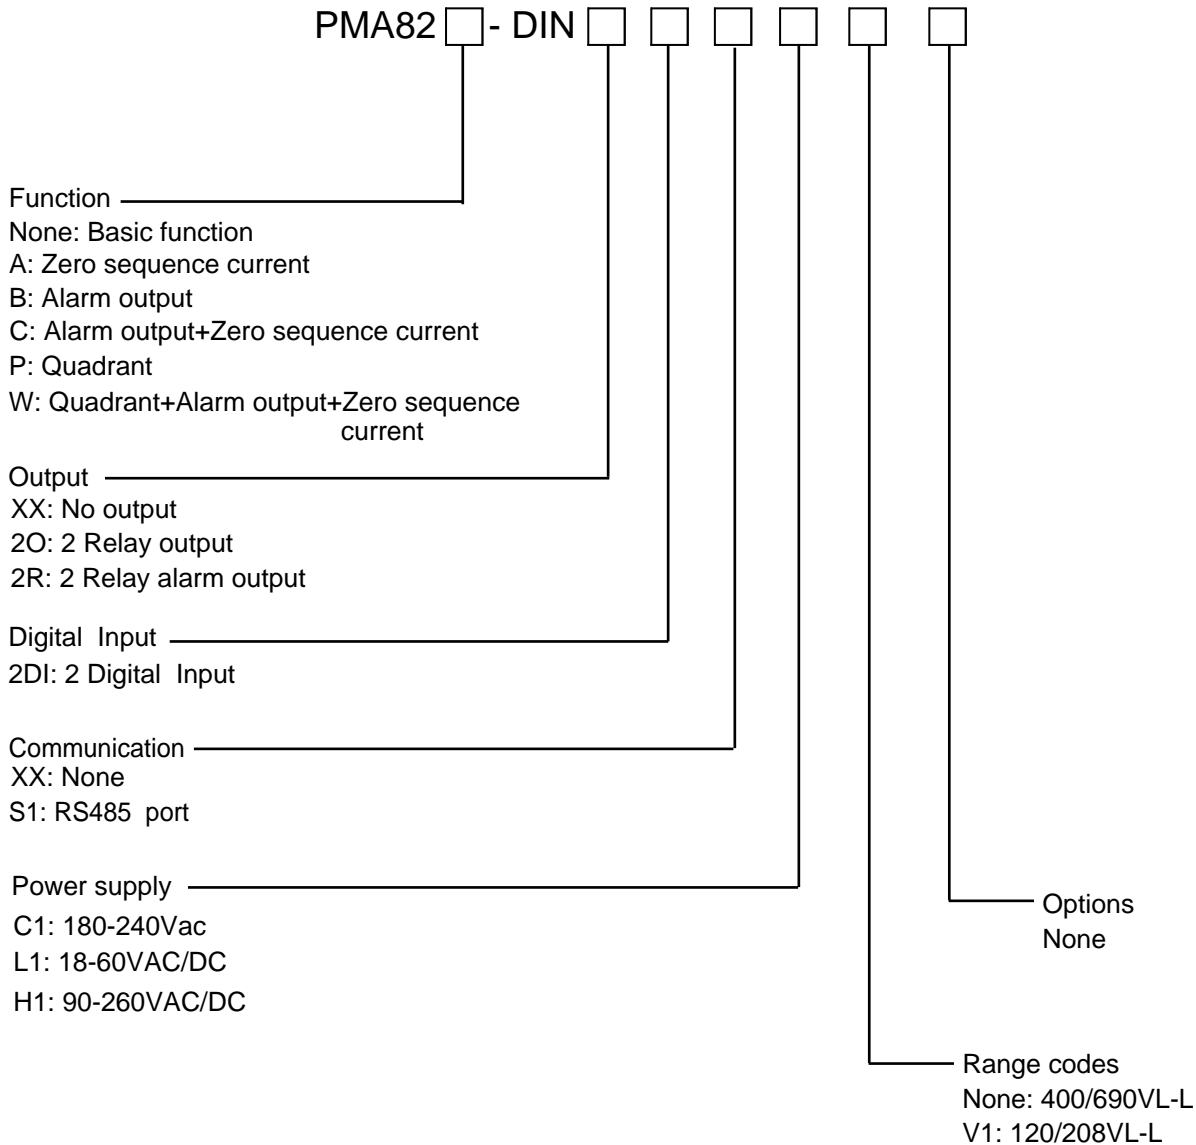 PMA82 - DIN
Function
None: Basic function
A: Zero sequence current
B: Alarm output
C: Alarm output+Zero sequence current
P: Quadrant
W: Quadrant+Alarm output+Zero sequence
current
Output
XX: No output
2O: 2 Relay output
2R: 2 Relay alarm output
Digital Input
2DI: 2 Digital Input
Communication
XX: None
S1: RS485 port
Power supply
C1: 180-240Vac
L1: 18-60VAC/DC
H1: 90-260VAC/DC
Options
None
Range codes
None: 400/690VL-L
V1: 120/208VL-L